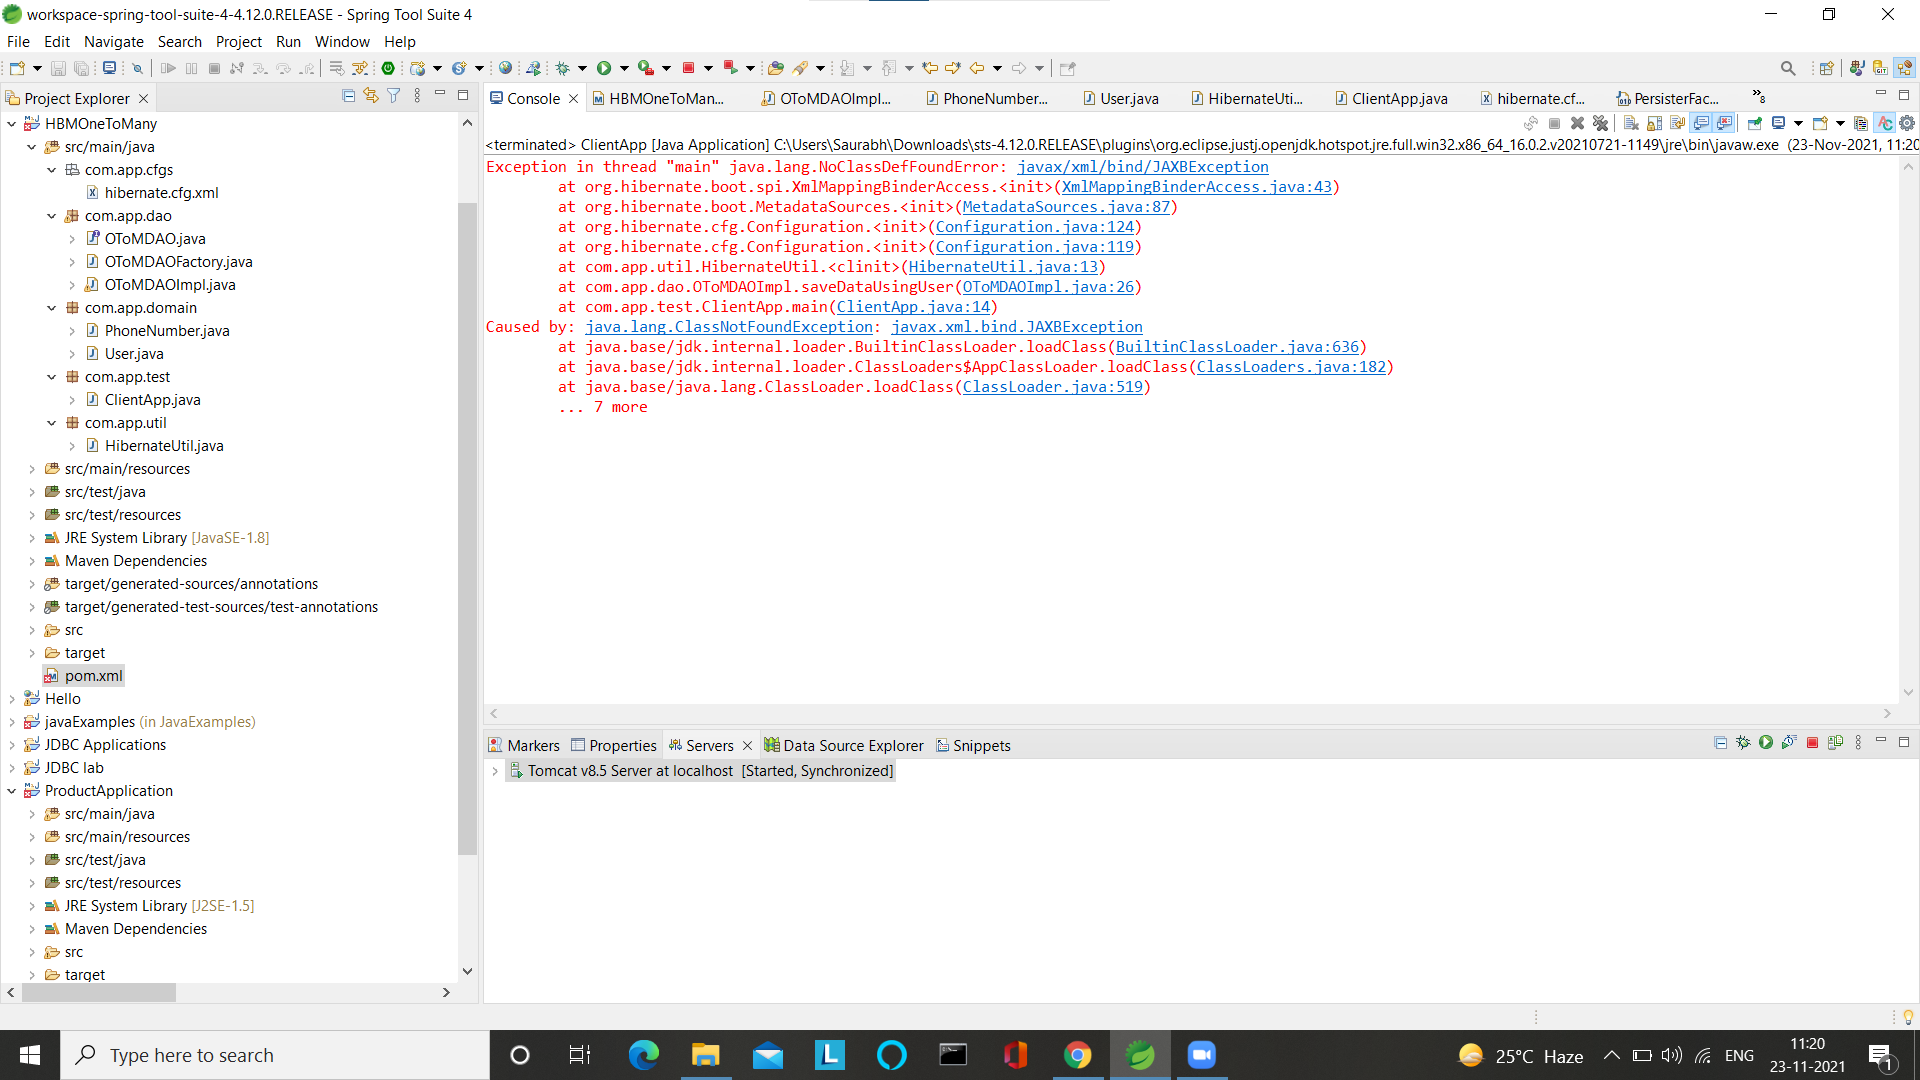 workspace-spring-tool-suite-4-4.12.0.RELEASE - Spring Tool Suite 4
File Edit Navigate Search Project Run Window Help
Project Explorer
HBMOneToMany
src/main/java
com.app.cfgs
hibernate.cfg.xml
com.app.dao
OToMDAO.java
OToMDAOFactory.java
OToMDAOImpl.java
com.app.domain
PhoneNumber.java
User.java
com.app.test
ClientApp.java
com.app.util
HibernateUtil.java
src/main/resources
src/test/java
src/test/resources
JRE System Library [JavaSE-1.8]
Maven Dependencies
target/generated-sources/annotations
target/generated-test-sources/test-annotations
src
target
pom.xml
Hello
javaExamples (in JavaExamples)
JDBC Applications
JDBC lab
ProductApplication
src/main/java
src/main/resources
src/test/java
src/test/resources
JRE System Library [J2SE-1.5]
Maven Dependencies
src
target
Console HBMOneToMan... OToMDAOImpl... PhoneNumber... User.java HibernateUti... ClientApp.java hibernate.cf... PersisterFac... 8
<terminated> ClientApp [Java Application] C:\Users\Saurabh\Downloads\sts-4.12.0.RELEASE\plugins\org.eclipse.justj.openjdk.hotspot.jre.full.win32.x86_64_16.0.2.v20210721-1149\jre\bin\javaw.exe (23-Nov-2021, 11:20
Exception in thread "main" java.lang.NoClassDefFoundError: javax/xml/bind/JAXBException
at org.hibernate.boot.spi.XmlMappingBinderAccess.<init>(XmlMappingBinderAccess.java:43)
at org.hibernate.boot.MetadataSources.<init>(MetadataSources.java:87)
at org.hibernate.cfg.Configuration.<init>(Configuration.java:124)
at org.hibernate.cfg.Configuration.<init>(Configuration.java:119)
at com.app.util.HibernateUtil.<clinit>(HibernateUtil.java:13)
at com.app.dao.OToMDAOImpl.saveDataUsingUser(OToMDAOImpl.java:26)
at com.app.test.ClientApp.main(ClientApp.java:14)
Caused by: java.lang.ClassNotFoundException: javax.xml.bind.JAXBException
at java.base/jdk.internal.loader.BuiltinClassLoader.loadClass(BuiltinClassLoader.java:636)
at java.base/jdk.internal.loader.ClassLoaders$AppClassLoader.loadClass(ClassLoaders.java:182)
at java.base/java.lang.ClassLoader.loadClass(ClassLoader.java:519)
... 7 more
Markers Properties Servers Data Source Explorer Snippets
Tomcat v8.5 Server at localhost [Started, Synchronized]
Type here to search
25°C Haze
ENG
11:20
23-11-2021
1